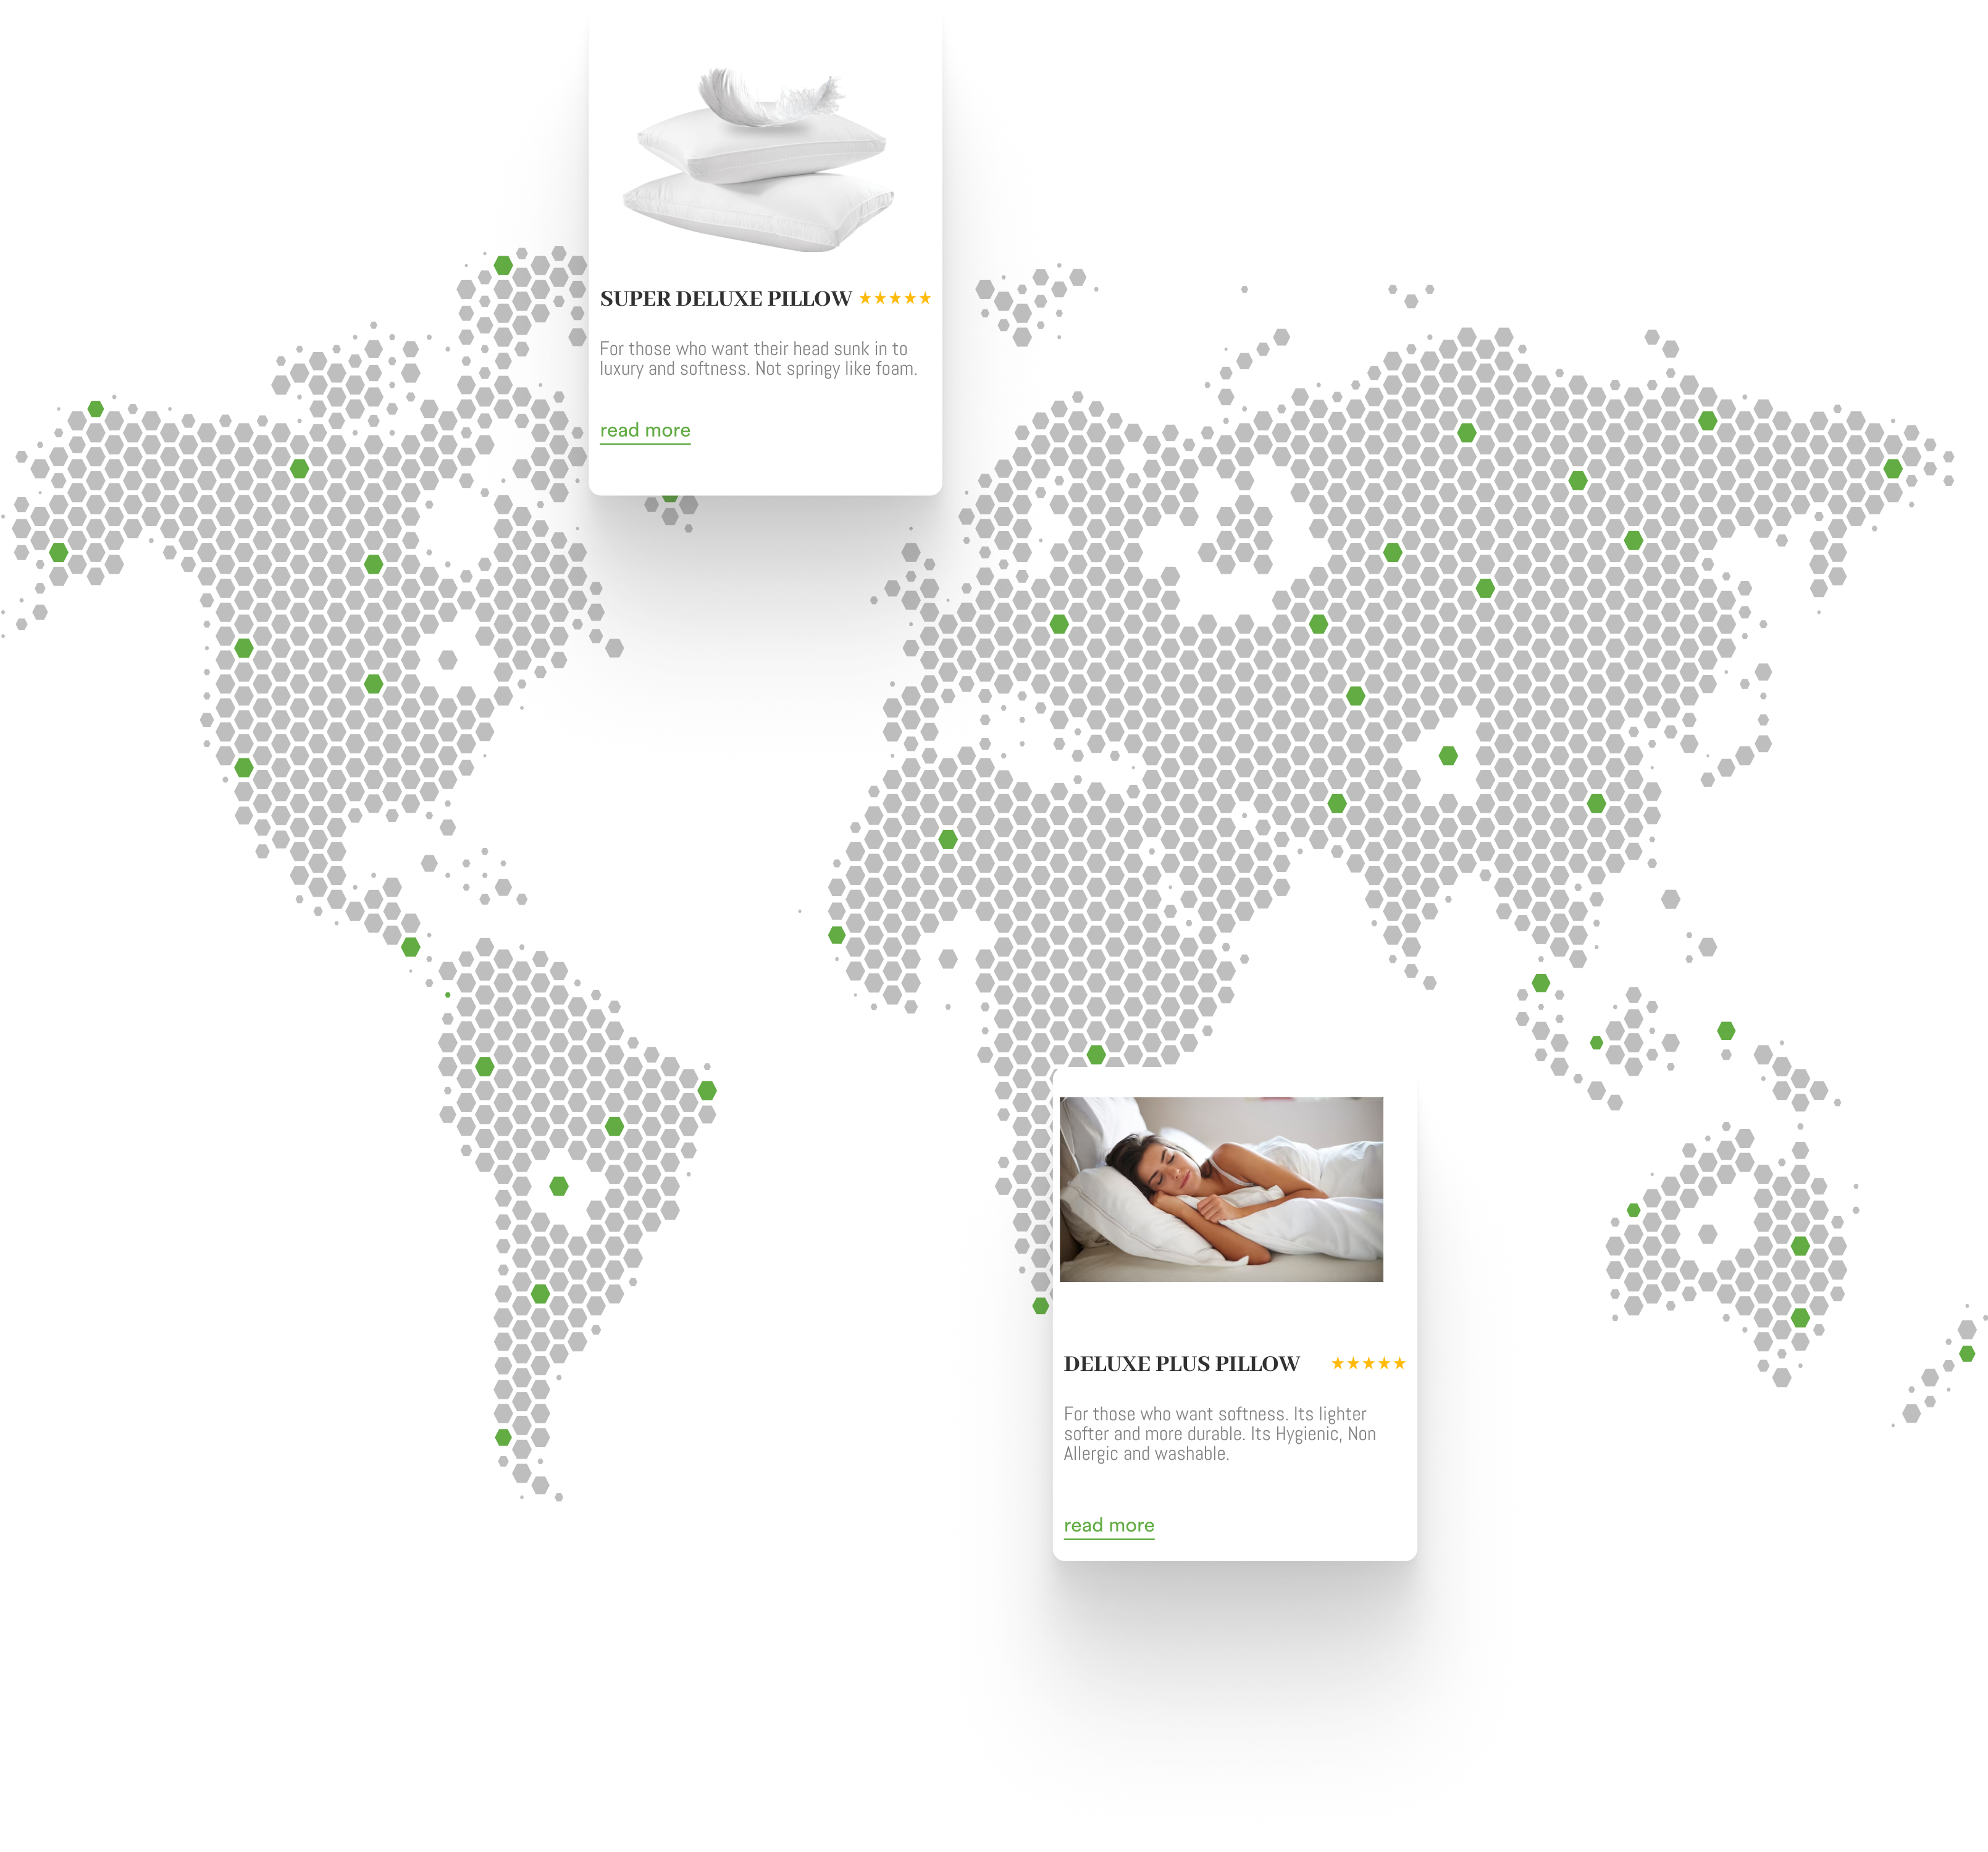 SUPER DELUXE PILLOW ★★★★★
For those who want their head sunk in to
luxury and softness. Not springy like foam.
read more
DELUXE PLUS PILLOW ★★★★★
For those who want softness. Its lighter
softer and more durable. Its Hygienic, Non
Allergic and washable.
read more